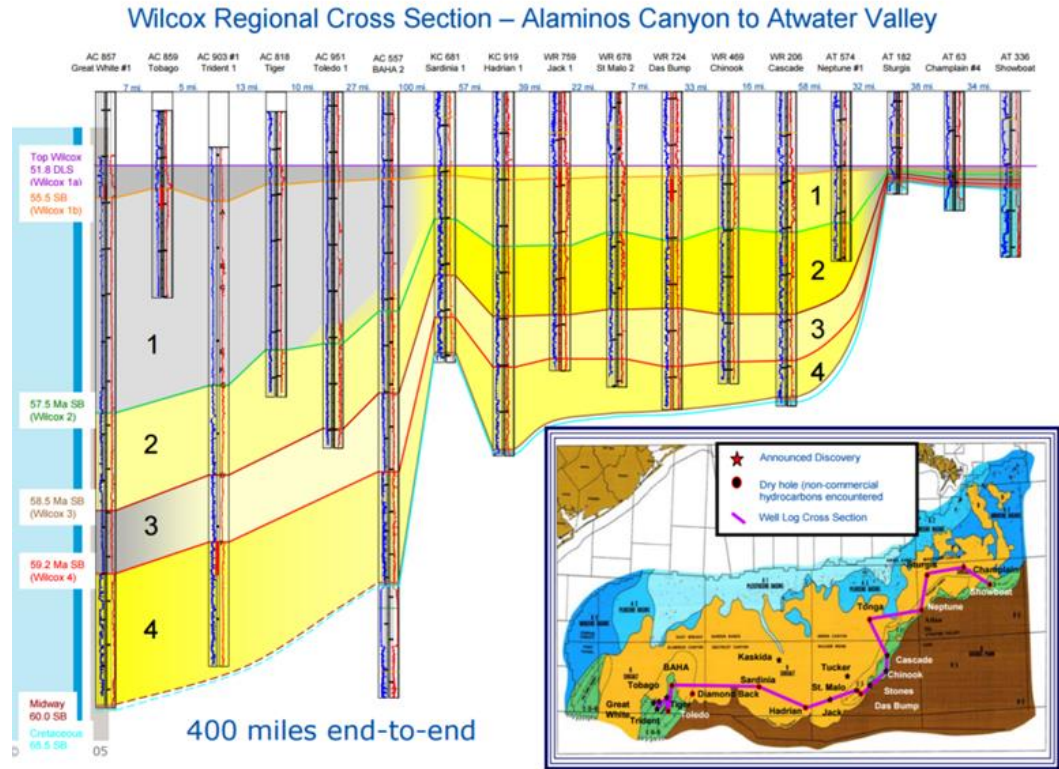 Wilcox Regional Cross Section – Alaminos Canyon to Atwater Valley
AC 857
Great White #1
AC 859
Tobago
AC 903 #1
Trident 1
AC 818
Tiger
AC 951
Toledo 1
AC 557
BAHA 2
KC 681
Sardinia 1
KC 919
Hadrian 1
WR 759
Jack 1
WR 678
St Malo 2
WR 724
Das Bump
WR 469
Chinook
WR 206
Cascade
AT 574
Neptune #1
AT 182
Sturgis
AT 63
Champlain #4
AT 336
Showboat
7 mi.
5 mi.
13 mi.
10 mi.
27 mi.
100 mi.
57 mi.
39 mi.
22 mi.
7 mi.
33 mi.
16 mi.
58 mi.
32 mi.
38 mi.
34 mi.
Top Wilcox
51.8 DLS
(Wilcox 1a)
55.5 SB
(Wilcox 1b)
57.5 Ma SB
(Wilcox 2)
58.5 Ma SB
(Wilcox 3)
59.2 Ma SB
(Wilcox 4)
Midway
60.0 SB
Cretaceous
65.5 SB
05
1
2
3
4
1
2
3
4
400 miles end-to-end
Announced Discovery
Dry hole (non-commercial
hydrocarbons encountered
Well Log Cross Section
Sturgis
Champlain
Showboat
Neptune
Tonga
Cascade
Chinook
Stones
Das Bump
Tucker
St. Malo
Jack
Hadrian
Kaskida
Sardinia
Diamond Back
BAHA
Tobago
Tiger
Great
White
Trident
Toledo